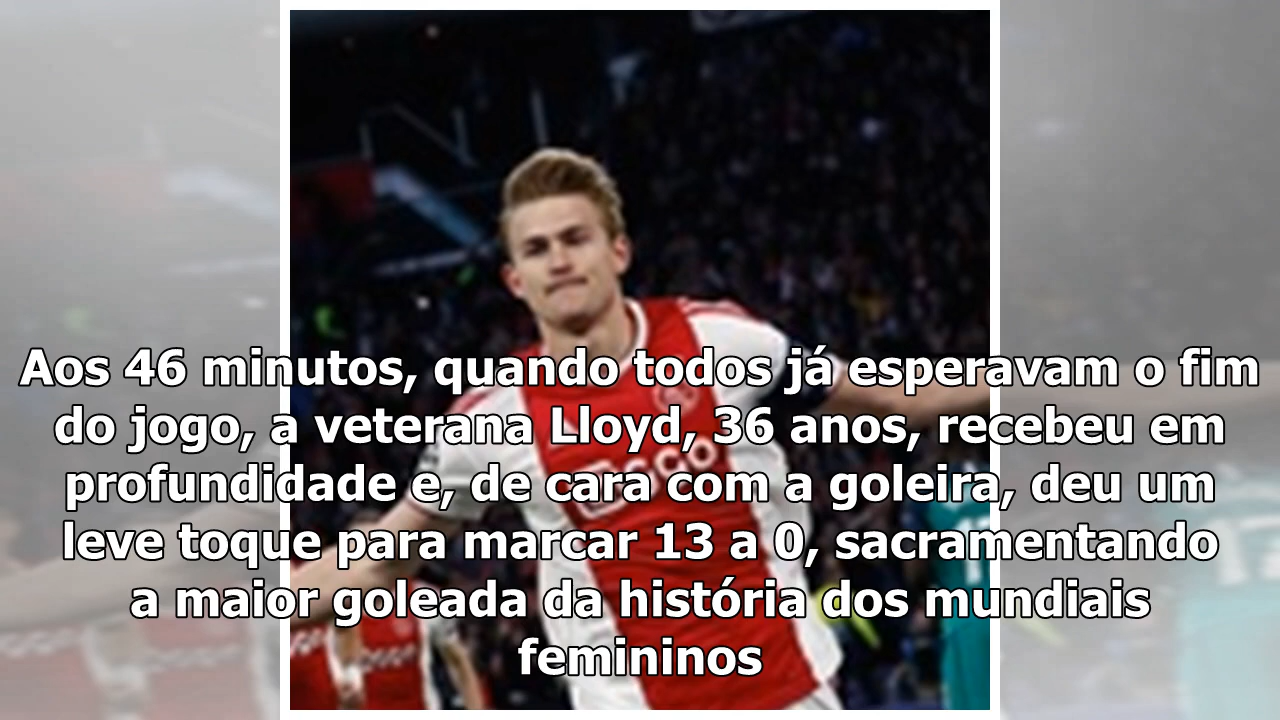 Aos 46 minutos, quando todos já esperavam o fim
do jogo, a veterana Lloyd, 36 anos, recebeu em
profundidade e, de cara com a goleira, deu um
leve toque para marcar 13 a 0, sacramentando
a maior goleada da história dos mundiais
femininos